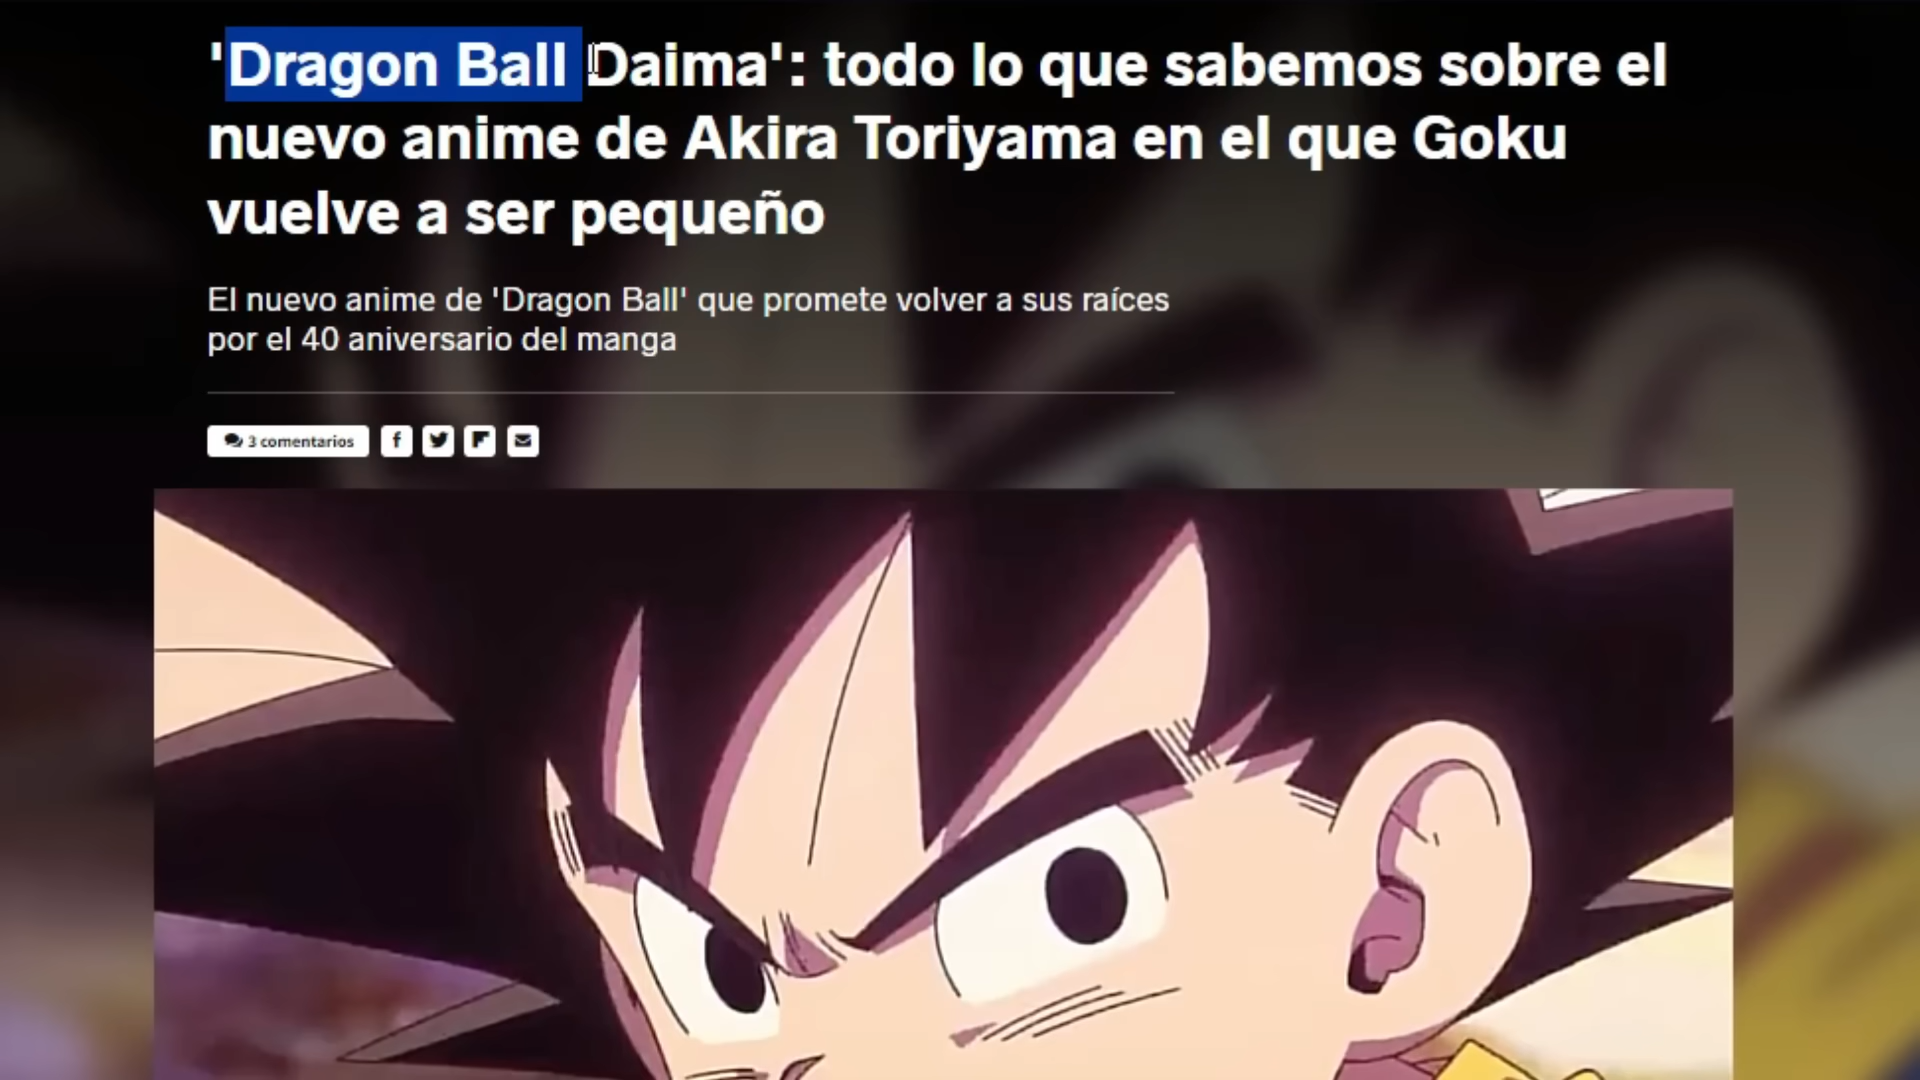 'Dragon Ball Daima': todo lo que sabemos sobre el
nuevo anime de Akira Toriyama en el que Goku
vuelve a ser pequeño
El nuevo anime de 'Dragon Ball' que promete volver a sus raíces
por el 40 aniversario del manga
3 comentarios